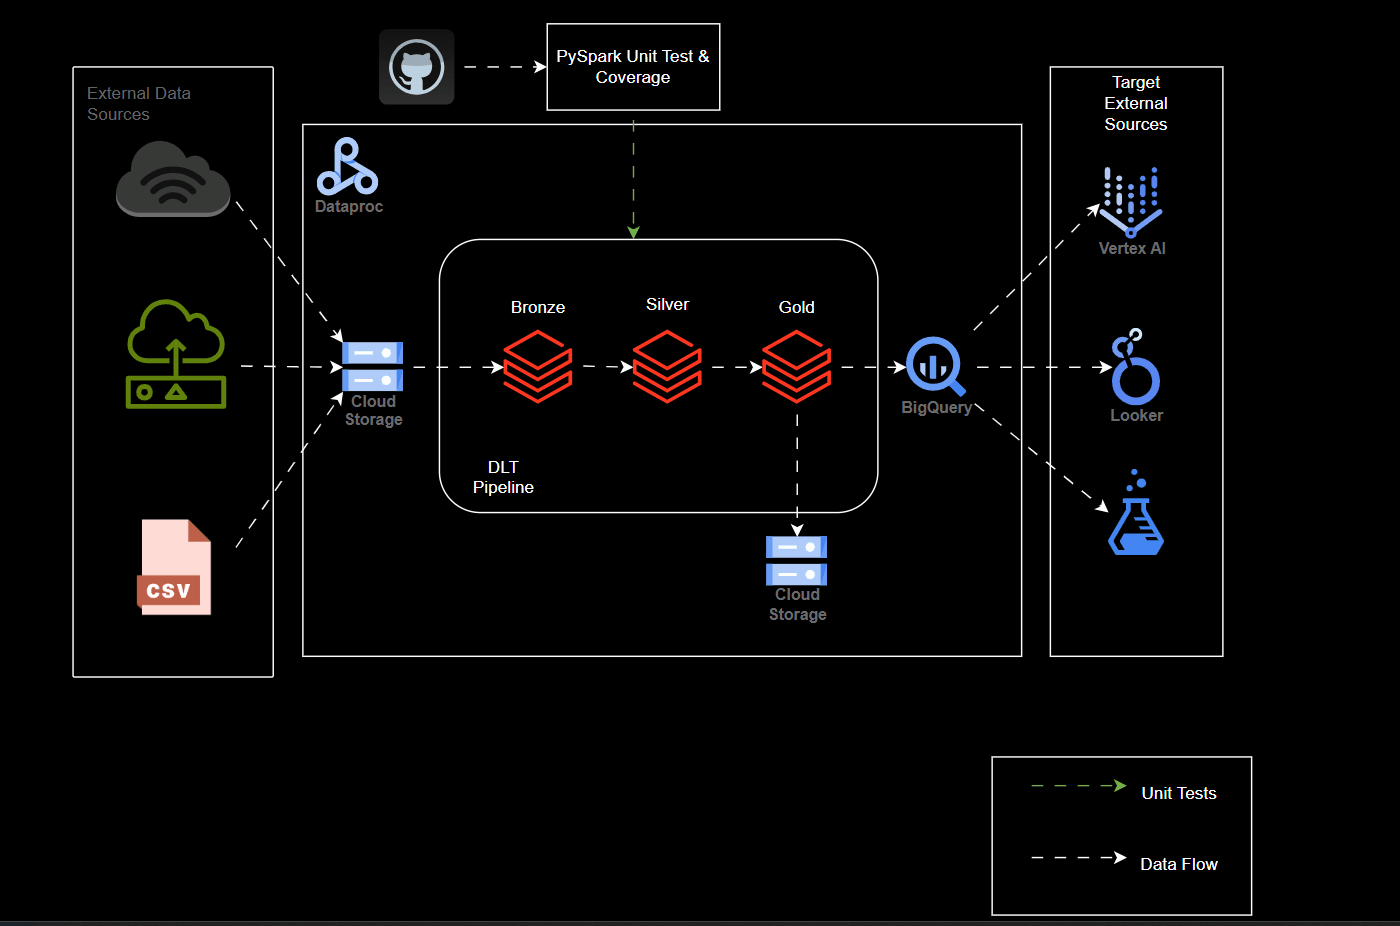 PySpark Unit Test &
Coverage
External Data
Sources
Target
External
Sources
Dataproc
Vertex AI
Bronze
Silver
Gold
Cloud
Storage
BigQuery
Looker
DLT
Pipeline
CSV
Cloud
Storage
Unit Tests
Data Flow